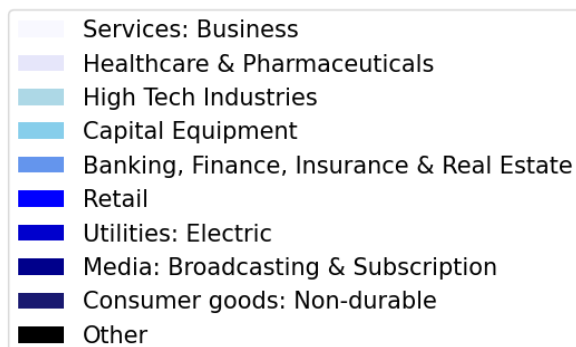 Services: Business
Healthcare & Pharmaceuticals
High Tech Industries
Capital Equipment
Banking, Finance, Insurance & Real Estate
Retail
Utilities: Electric
Media: Broadcasting & Subscription
Consumer goods: Non-durable
Other